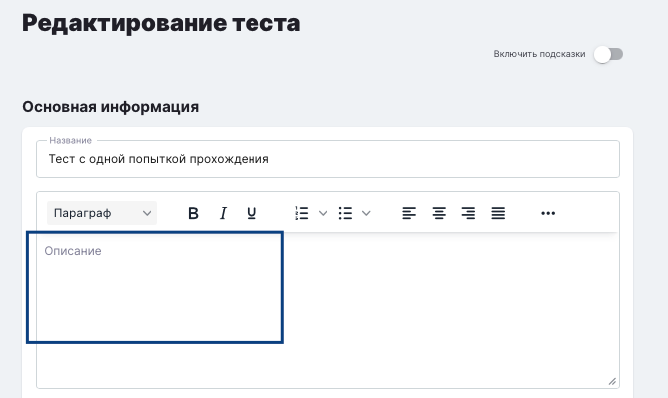 Редактирование теста
Включить подсказки
Основная информация
Название
Тест с одной попыткой прохождения
Параграф B I U
Описание